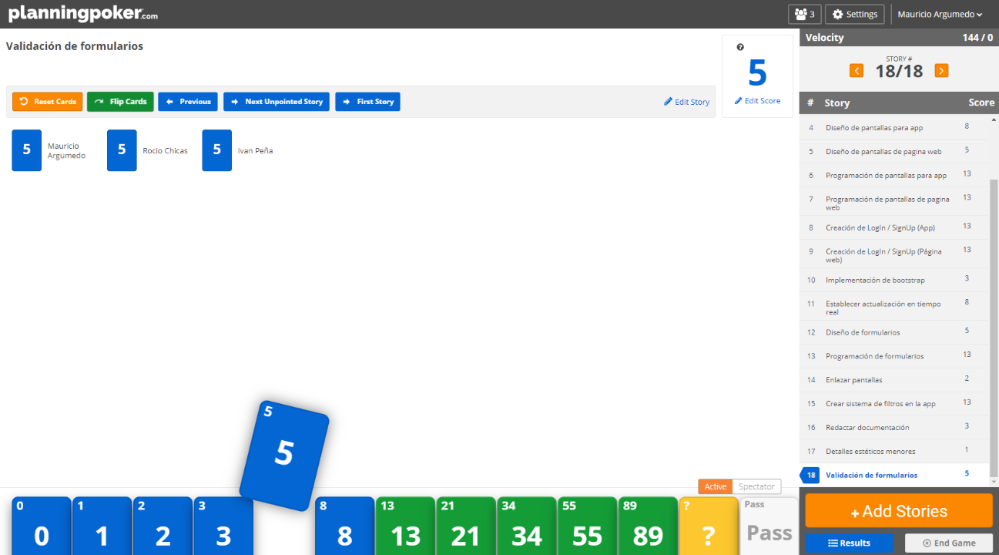 planningpoker.com
3
Settings
Mauricio Argumedo
Validación de formularios
?
5
Edit Score
Reset Cards
Flip Cards
Previous
Next Unpointed Story
First Story
Edit Story
5
Mauricio
Argumedo
5
Rocio Chicas
5
Ivan Peña
Velocity 144 / 0
STORY #
18/18
# Story Score
4 Diseño de pantallas para app 8
5 Diseño de pantallas de pagina web 5
6 Programación de pantallas para app 13
7 Programación de pantallas de pagina
web 13
8 Creación de LogIn / SignUp (App) 13
9 Creación de LogIn / SignUp (Página
web) 13
10 Implementación de bootstrap 3
11 Establecer actualización en tiempo
real 8
12 Diseño de formularios 5
13 Programación de formularios 13
14 Enlazar pantallas 2
15 Crear sistema de filtros en la app 13
16 Redactar documentación 3
17 Detalles estéticos menores 1
18 Validación de formularios 5
5
5
Active
Spectator
0
0
1
1
2
2
3
3
8
8
13
13
21
21
34
34
55
55
89
89
?
?
Pass
Pass
+ Add Stories
Results
End Game